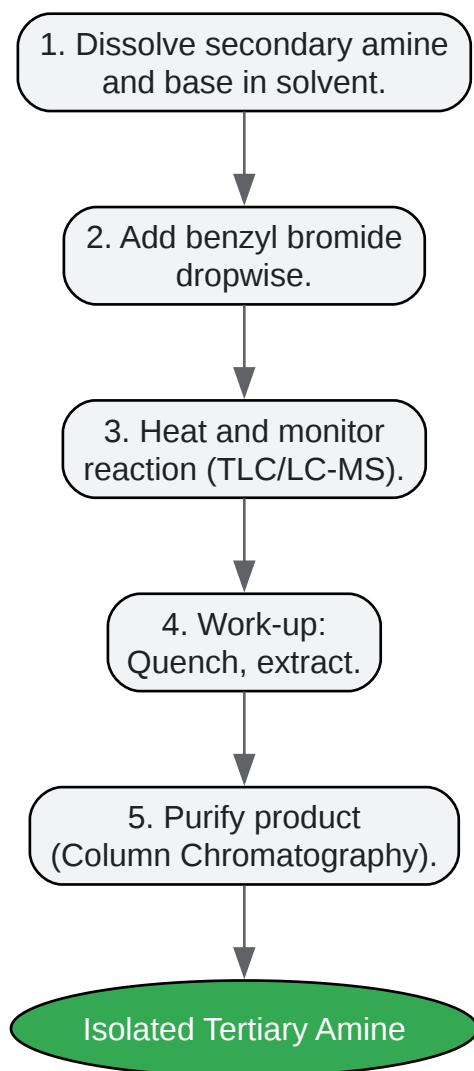 1. Dissolve secondary amine
and base in solvent.
2. Add benzyl bromide
dropwise.
3. Heat and monitor
reaction (TLC/LC-MS).
4. Work-up:
Quench, extract.
5. Purify product
(Column Chromatography).
Isolated Tertiary Amine